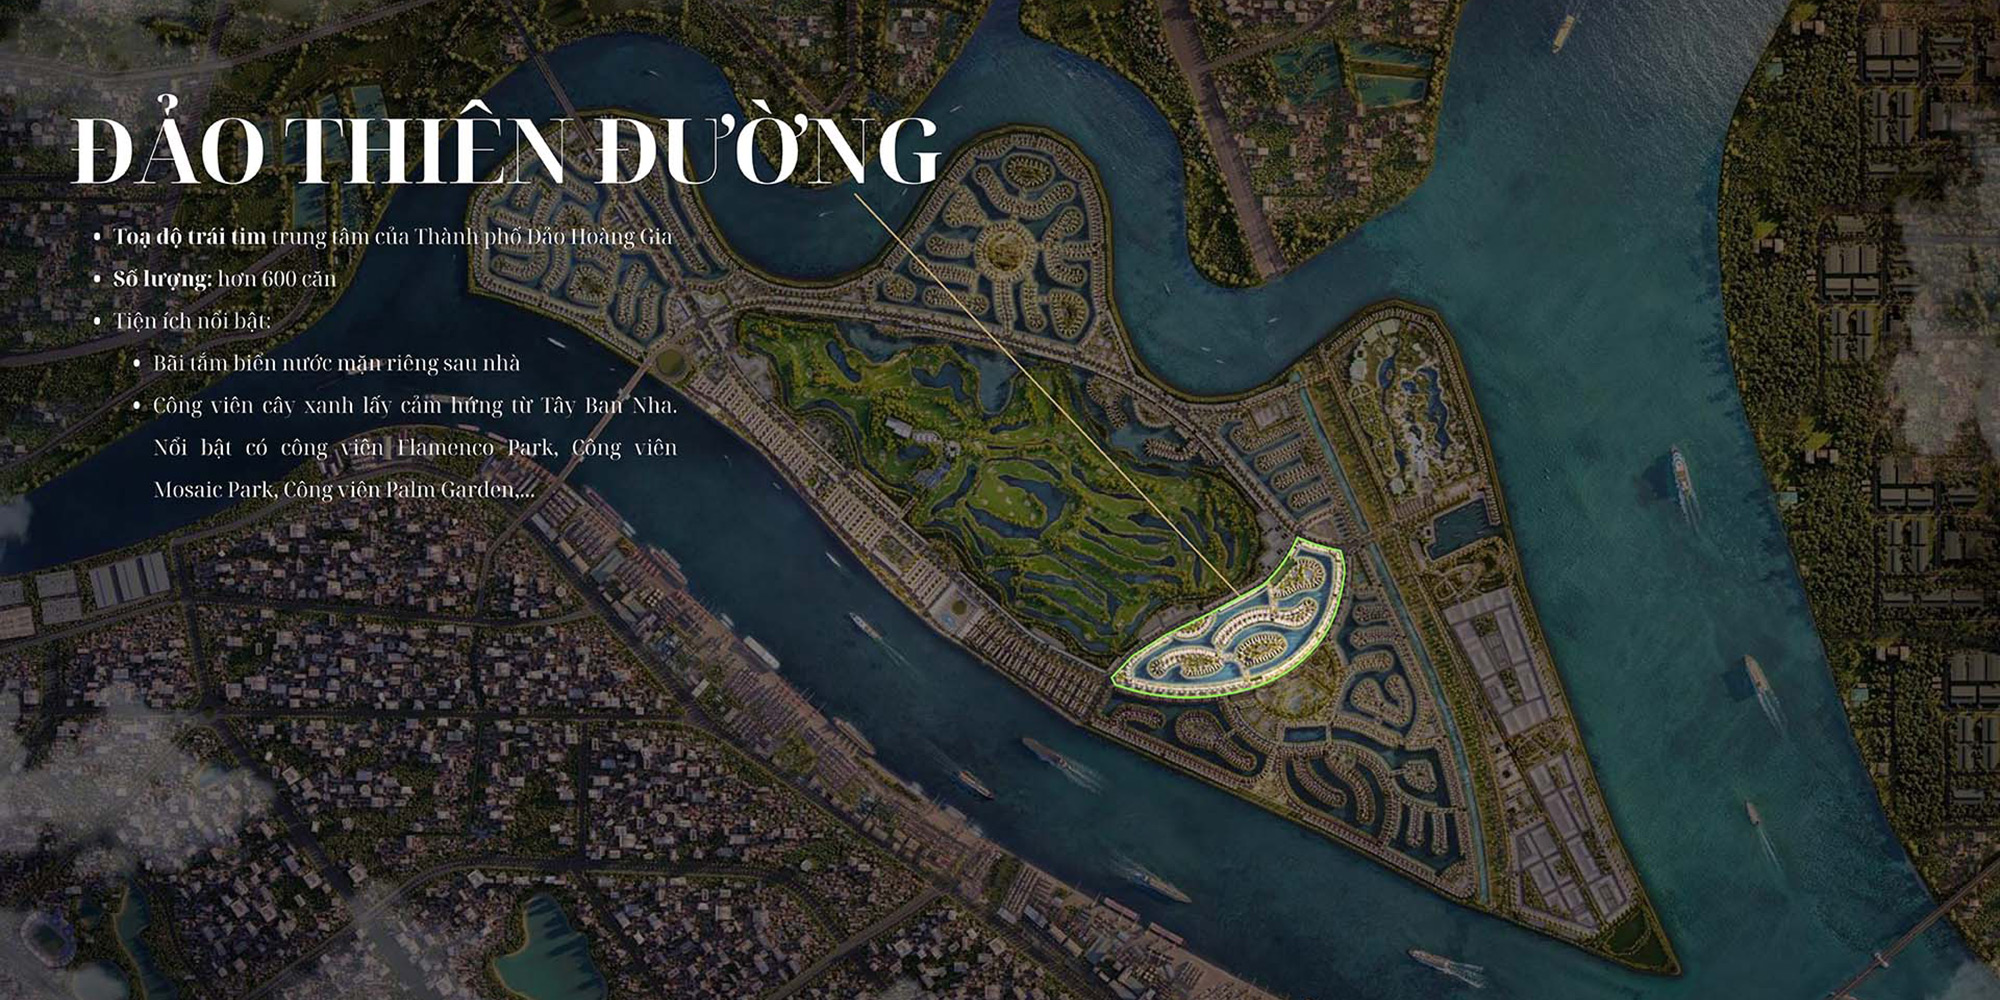 ĐẢO THIÊN ĐƯỜNG
• Toạ độ trái tim trung tâm của Thành phố Đảo Hoàng Gia
• Số lượng: hơn 600 căn
• Tiện ích nổi bật:
• Bãi tắm biển nước mặn riêng sau nhà
• Công viên cây xanh lấy cảm hứng từ Tây Ban Nha.
Nổi bật có công viên Flamenco Park, Công viên
Mosaic Park, Công viên Palm Garden,...